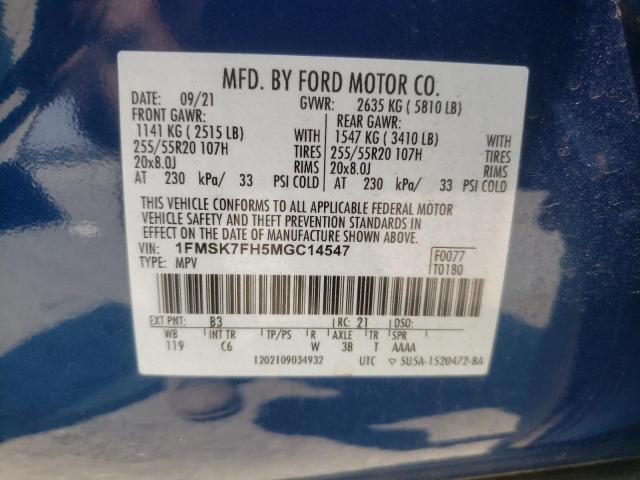 MFD. BY FORD MOTOR CO.
DATE: 09/21 GVWR: 2635 KG ( 5810 LB)
FRONT GAWR: REAR GAWR:
1141 KG ( 2515 LB) WITH 1547 KG ( 3410 LB) WITH
255/55R20 107H TIRES 255/55R20 107H TIRES
20x8.0J RIMS 20x8.0J RIMS
AT 230 kPa/ 33 PSI COLD AT 230 kPa/ 33 PSI COLD
THIS VEHICLE CONFORMS TO ALL APPLICABLE FEDERAL MOTOR
VEHICLE SAFETY AND THEFT PREVENTION STANDARDS IN
EFFECT ON THE DATE OF MANUFACTURE SHOWN ABOVE.
VIN: 1FMSK7FH5MGC14547 F0077
TYPE: MPV T0180
EXT PNT: B3 RC: 21 DSO:
WB INT TR TP/PS R AXLE TR SPR
119 C6 W 3B T AAAA
1202109034932 UTC ▽ 5U5A-1520472-BA